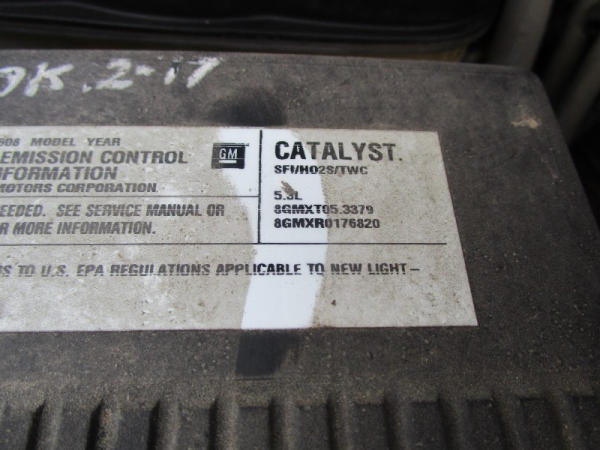 OK. 2-17
MODEL YEAR
EMISSION CONTROL
INFORMATION
MOTORS CORPORATION.
GM
CATALYST.
SFI/HO2S/TWC
5.3L
8GMXT05.3379
8GMXR0176820
EEDED. SEE SERVICE MANUAL OR
R MORE INFORMATION.
S TO U.S. EPA REGULATIONS APPLICABLE TO NEW LIGHT-